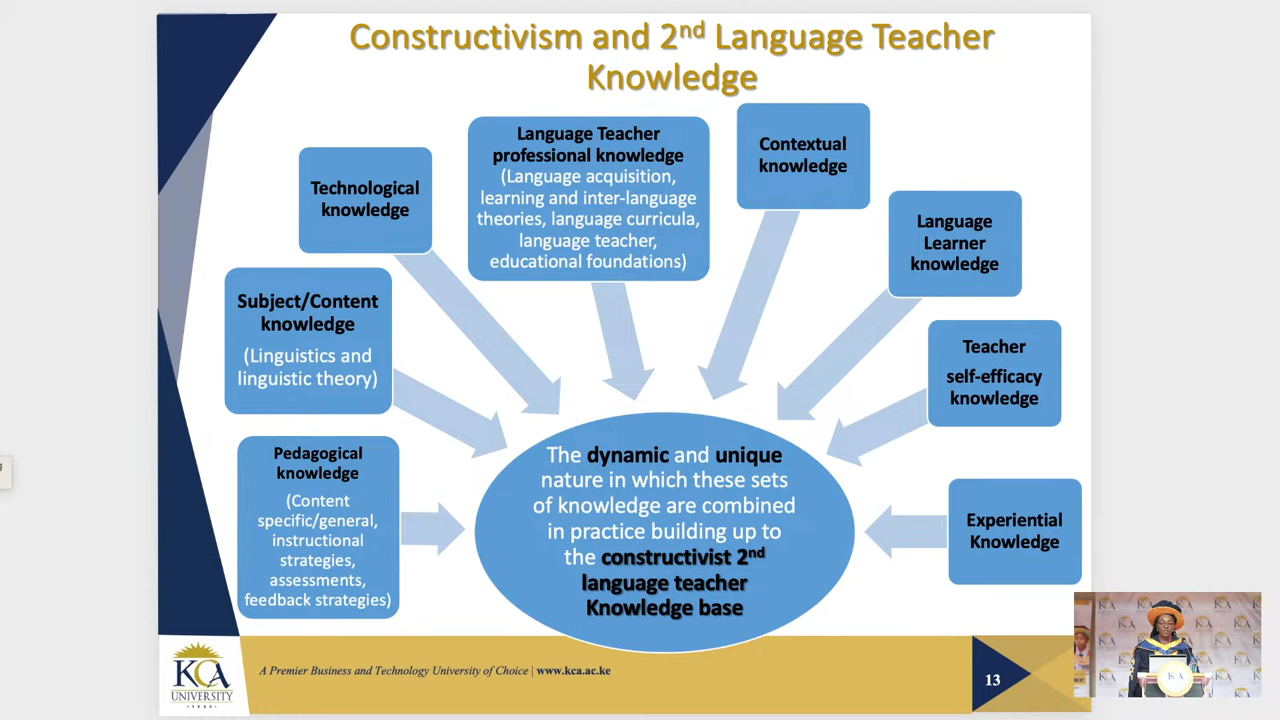 Constructivism and 2nd Language Teacher
Knowledge
Language Teacher
professional knowledge
(Language acquisition,
learning and inter-language
theories, language curricula,
language teacher,
educational foundations)
Contextual
knowledge
Technological
knowledge
Language
Learner
knowledge
Subject/Content
knowledge
(Linguistics and
linguistic theory)
Teacher
self-efficacy
knowledge
Pedagogical
knowledge
(Content
specific/general,
instructional
strategies,
assessments,
feedback strategies)
The dynamic and unique
nature in which these sets
of knowledge are combined
in practice building up to
the constructivist 2nd
language teacher
Knowledge base
Experiential
Knowledge
KCA
UNIVERSITY
A Premier Business and Technology University of Choice | www.kca.ac.ke
13